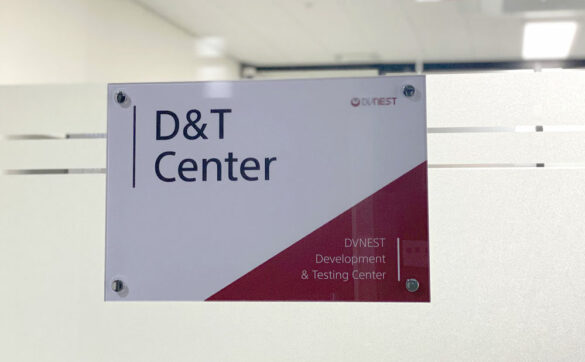 DVNEST
D&T
Center
DVNEST
Development
& Testing Center